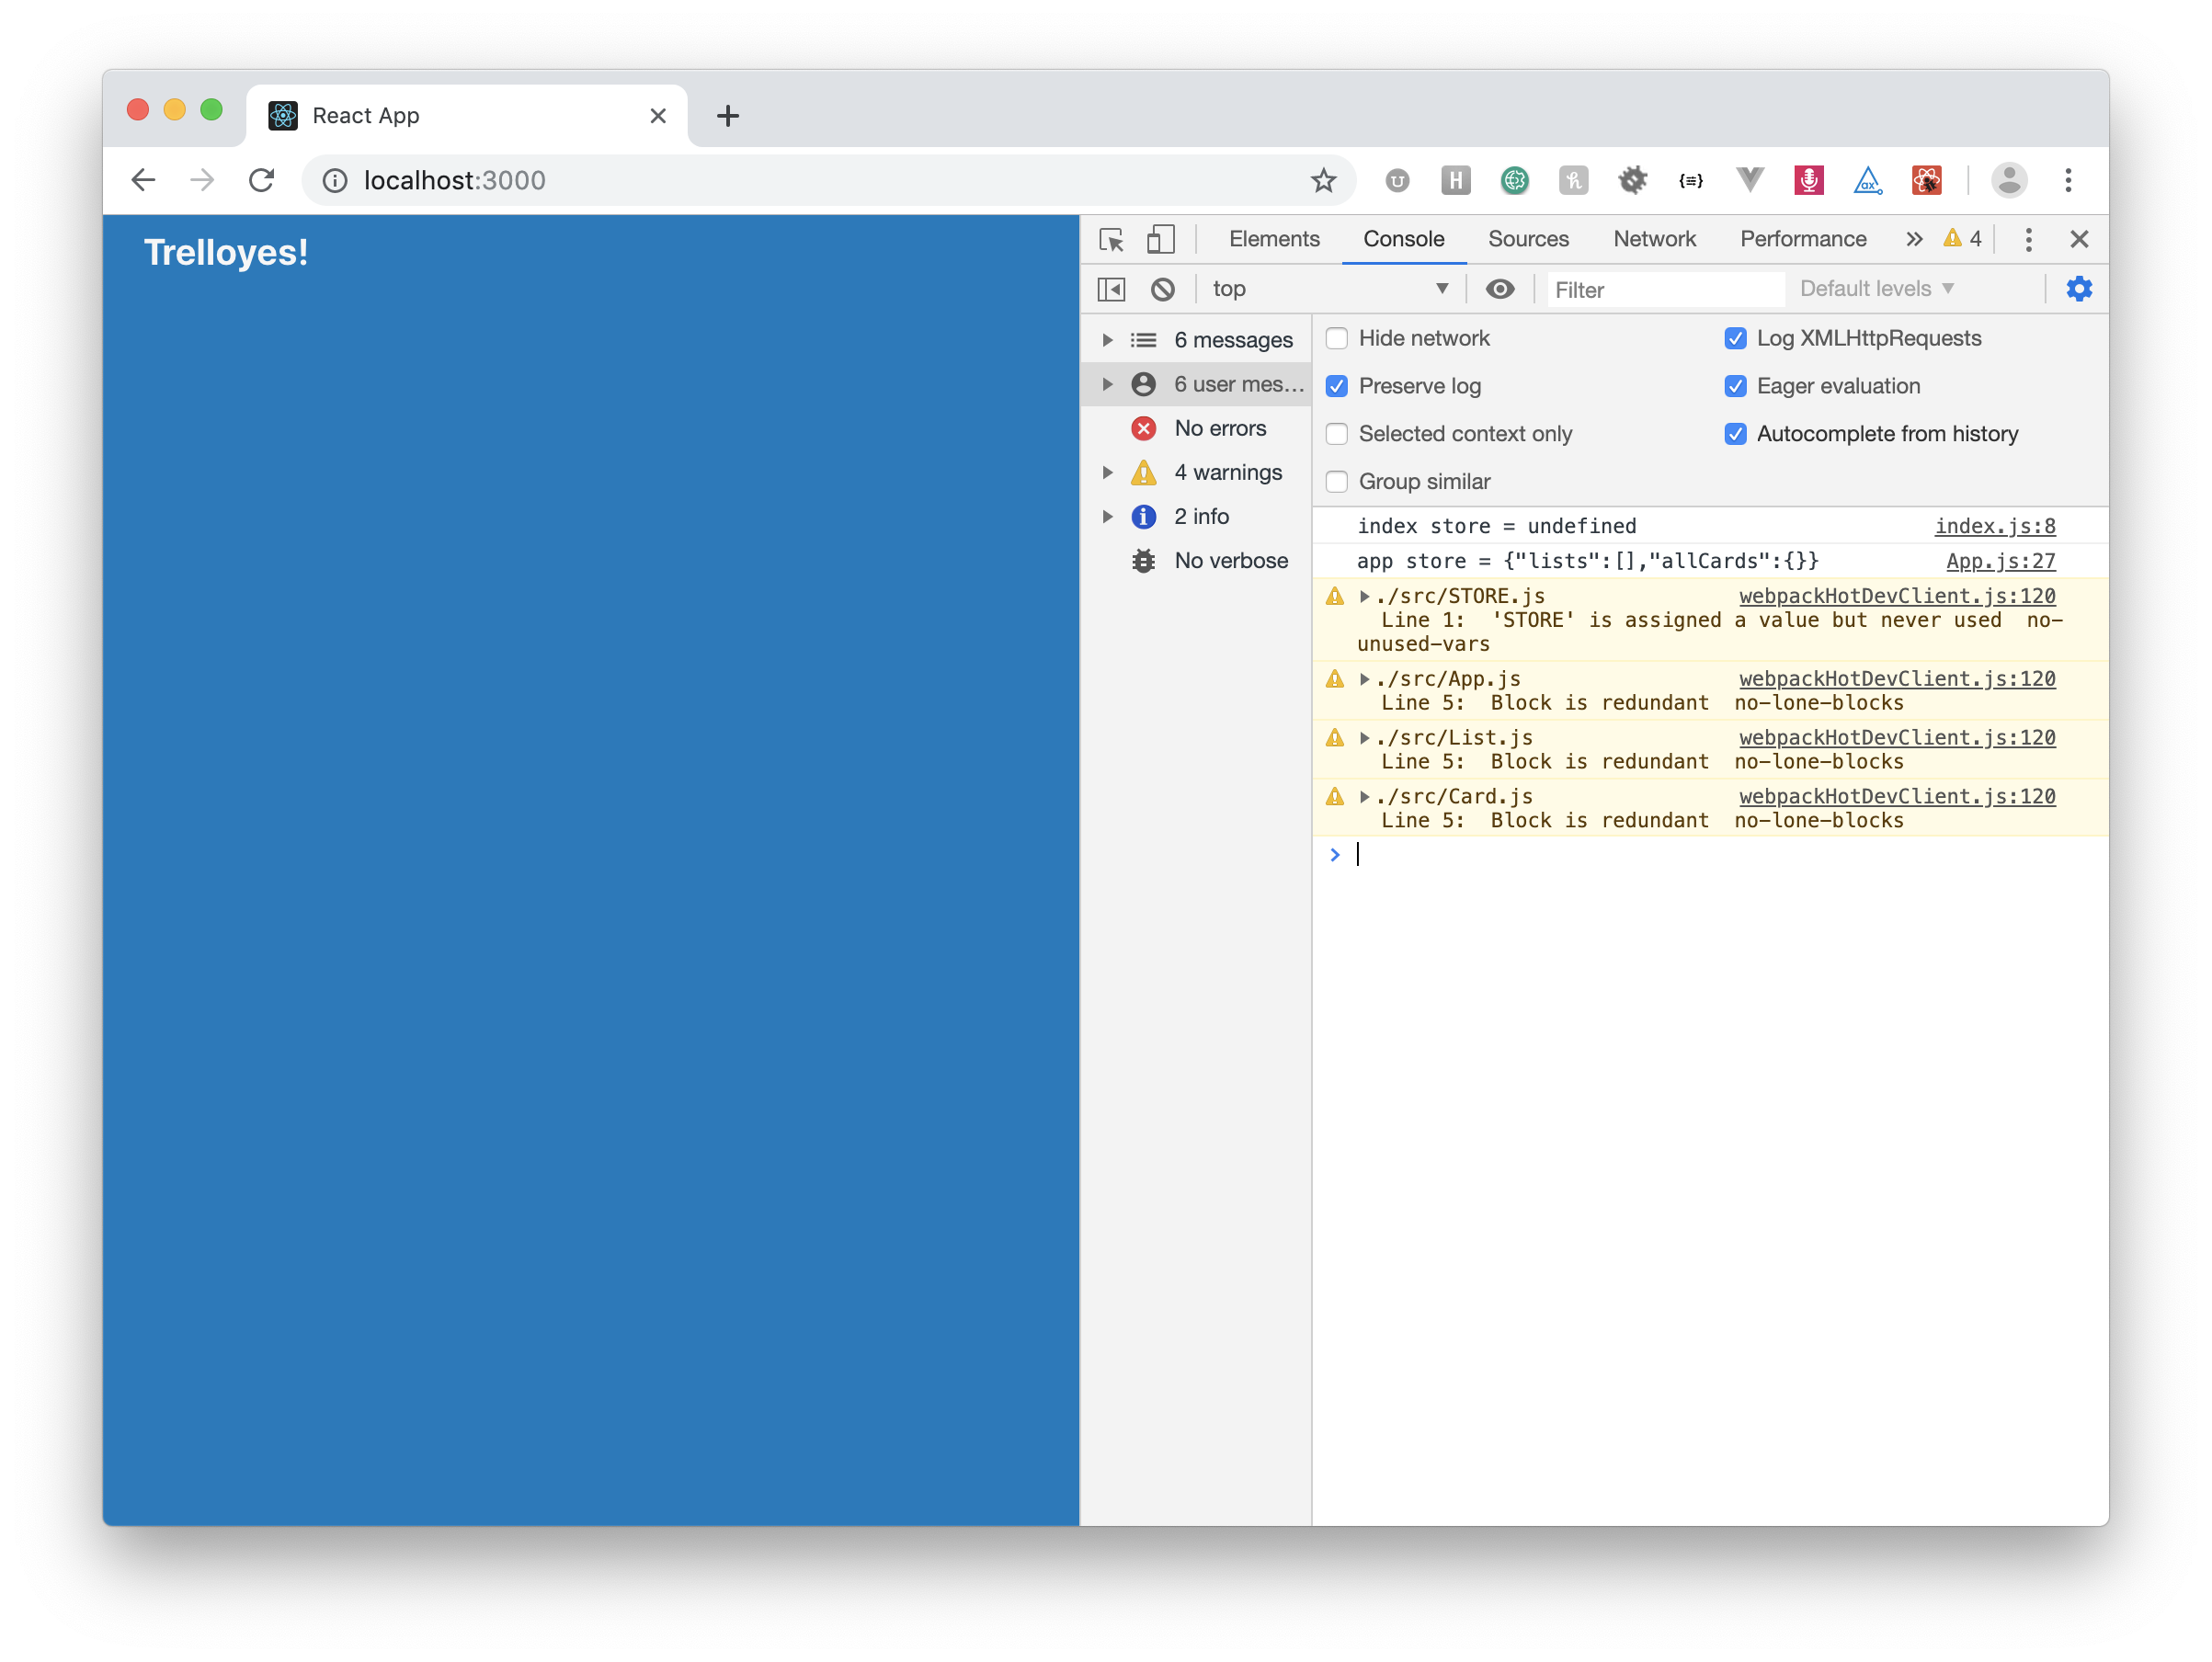 React App
localhost:3000
Trelloyes!
Elements Console Sources Network Performance 4
top Filter Default levels
6 messages
6 user mes...
No errors
4 warnings
2 info
No verbose
Hide network Log XMLHttpRequests
Preserve log Eager evaluation
Selected context only Autocomplete from history
Group similar
index store = undefined index.js:8
app store = {"lists":[],"allCards":{}} App.js:27
./src/STORE.js webpackHotDevClient.js:120
Line 1: 'STORE' is assigned a value but never used no-
unused-vars
./src/App.js webpackHotDevClient.js:120
Line 5: Block is redundant no-lone-blocks
./src/List.js webpackHotDevClient.js:120
Line 5: Block is redundant no-lone-blocks
./src/Card.js webpackHotDevClient.js:120
Line 5: Block is redundant no-lone-blocks